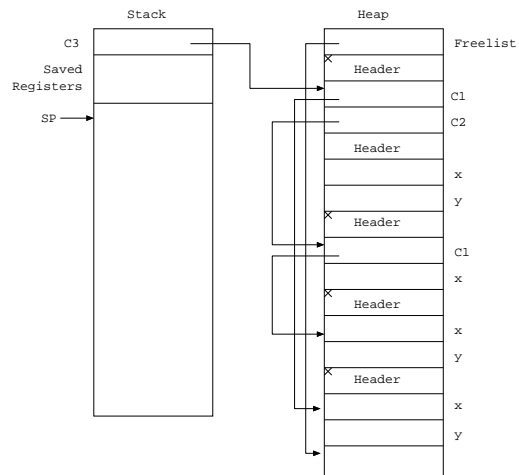 Stack
Heap
C3
Freelist
Saved
Registers
Header
C1
SP
C2
Header
x
y
Header
C1
x
Header
x
y
Header
x
y